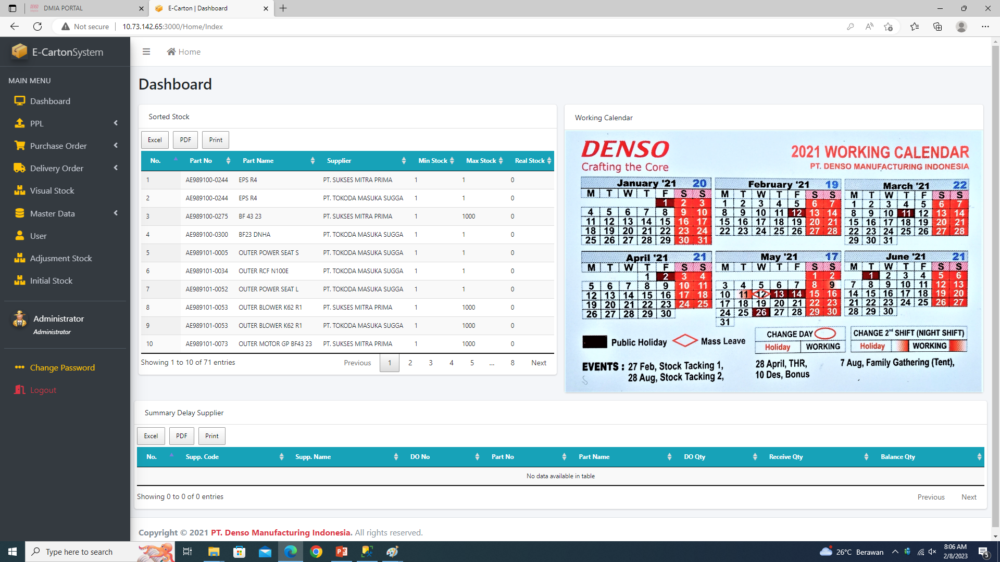 DMIA PORTAL
E-Carton | Dashboard
Not secure
10.73.142.65:3000/Home/Index
E-CartonSystem
Home
MAIN MENU
Dashboard
PPL
Purchase Order
Delivery Order
Visual Stock
Master Data
User
Adjusment Stock
Initial Stock
Administrator
Administrator
Change Password
Logout
Dashboard
Sorted Stock
Excel PDF Print
No. Part No Part Name Supplier Min Stock Max Stock Real Stock
1 AE989100-0244 EPS R4 PT. SUKSES MITRA PRIMA 1 1 0
2 AE989100-0244 EPS R4 PT. TOKODA MASUKA SUGGA 1 1 0
3 AE989100-0275 BF 43 23 PT. SUKSES MITRA PRIMA 1 1000 0
4 AE989100-0300 BF23 DNHA PT. TOKODA MASUKA SUGGA 1 1 0
5 AE989101-0005 OUTER POWER SEAT S PT. TOKODA MASUKA SUGGA 1 1 0
6 AE989101-0034 OUTER RCF N100E PT. TOKODA MASUKA SUGGA 1 1 0
7 AE989101-0052 OUTER POWER SEAT L PT. TOKODA MASUKA SUGGA 1 1 0
8 AE989101-0053 OUTER BLOWER K62 R1 PT. SUKSES MITRA PRIMA 1 1000 0
9 AE989101-0053 OUTER BLOWER K62 R1 PT. TOKODA MASUKA SUGGA 1 1000 0
10 AE989101-0073 OUTER MOTOR GP BF43 23 PT. SUKSES MITRA PRIMA 1 1000 0
Showing 1 to 10 of 71 entries
Previous 1 2 3 4 5 … 8 Next
Working Calendar
DENSO
Crafting the Core
2021 WORKING CALENDAR
PT. DENSO MANUFACTURING INDONESIA
January '21 20
M T W T F S S
1 2 3
4 5 6 7 8 9 10
11 12 13 14 15 16 17
18 19 20 21 22 23 24
25 26 27 28 29 30 31
February '21 19
M T W T F S S
1 2 3 4 5 6 7
8 9 10 11 12 13 14
15 16 17 18 19 20 21
22 23 24 25 26 27 28
March '21 22
M T W T F S S
1 2 3 4 5 6 7
8 9 10 11 12 13 14
15 16 17 18 19 20 21
22 23 24 25 26 27 28
29 30 31
April '21 21
M T W T F S S
1 2 3 4
5 6 7 8 9 10 11
12 13 14 15 16 17 18
19 20 21 22 23 24 25
26 27 28 29 30
May '21 17
M T W T F S S
1 2
3 4 5 6 7 8 9
10 11 12 13 14 15 16
17 18 19 20 21 22 23
24 25 26 27 28 29 30
31
June '21 21
M T W T F S S
1 2 3 4 5 6
7 8 9 10 11 12 13
14 15 16 17 18 19 20
21 22 23 24 25 26 27
28 29 30
Public Holiday
Mass Leave
CHANGE DAY
Holiday WORKING
CHANGE 2nd SHIFT (NIGHT SHIFT)
Holiday WORKING
EVENTS : 27 Feb, Stock Tacking 1,
28 Aug, Stock Tacking 2,
28 April, THR,
10 Des, Bonus
7 Aug, Family Gathering (Tent),
Summary Delay Supplier
Excel PDF Print
No. Supp. Code Supp. Name DO No Part No Part Name DO Qty Receive Qty Balance Qty
No data available in table
Showing 0 to 0 of 0 entries
Previous Next
Copyright © 2021 PT. Denso Manufacturing Indonesia. All rights reserved.
Type here to search
26°C Berawan
8:06 AM
2/8/2023
5